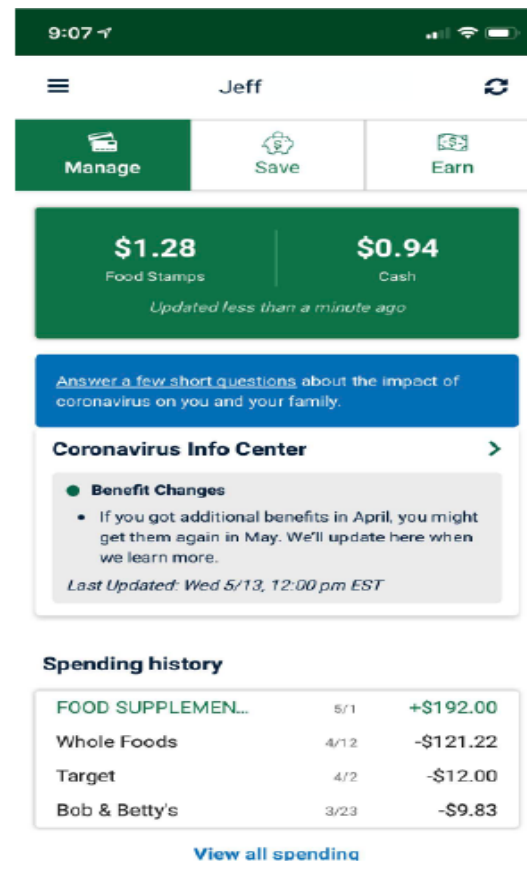 9:07
Jeff
Manage Save Earn
$1.28 $0.94
Food Stamps Cash
Updated less than a minute ago
Answer a few short questions about the impact of
coronavirus on you and your family.
Coronavirus Info Center
Benefit Changes
• If you got additional benefits in April, you might
get them again in May. We'll update here when
we learn more.
Last Updated: Wed 5/13, 12:00 pm EST
Spending history
FOOD SUPPLEMEN... 5/1 +$192.00
Whole Foods 4/12 -$121.22
Target 4/2 -$12.00
Bob & Betty's 3/23 -$9.83
View all spending